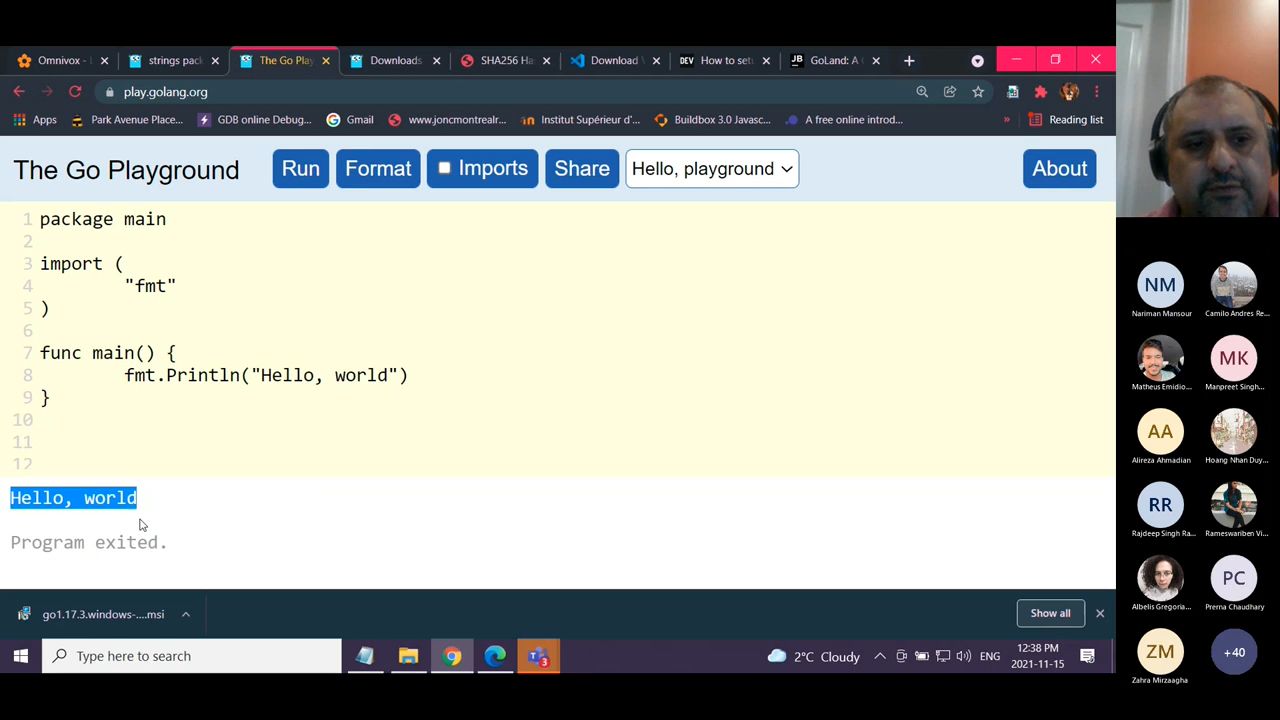 Omnivox -
strings pack
The Go Play
Downloads
SHA256 Ha
Download V
DEV How to setu
JB GoLand: A C
play.golang.org
Apps
Park Avenue Place...
GDB online Debug...
Gmail
www.joncmontrealr...
Institut Supérieur d'...
Buildbox 3.0 Javasc...
A free online introd...
»
Reading list
The Go Playground
Run
Format
Imports
Share
Hello, playground
About
1 package main
2
3 import (
4 "fmt"
5 )
6
7 func main() {
8 fmt.Println("Hello, world")
9 }
10
11
12
Hello, world
Program exited.
go1.17.3.windows-....msi
Show all
Type here to search
3
2°C Cloudy
ENG
12:38 PM
2021-11-15
NM
Nariman Mansour
Camilo Andres Re...
Matheus Emidio...
MK
Manpreet Singh...
AA
Alireza Ahmadian
Hoang Nhan Duy...
RR
Rajdeep Singh Ra...
Rameswariben Vi...
Albelis Gregoria...
PC
Prerna Chaudhary
ZM
Zahra Mirzaagha
+40